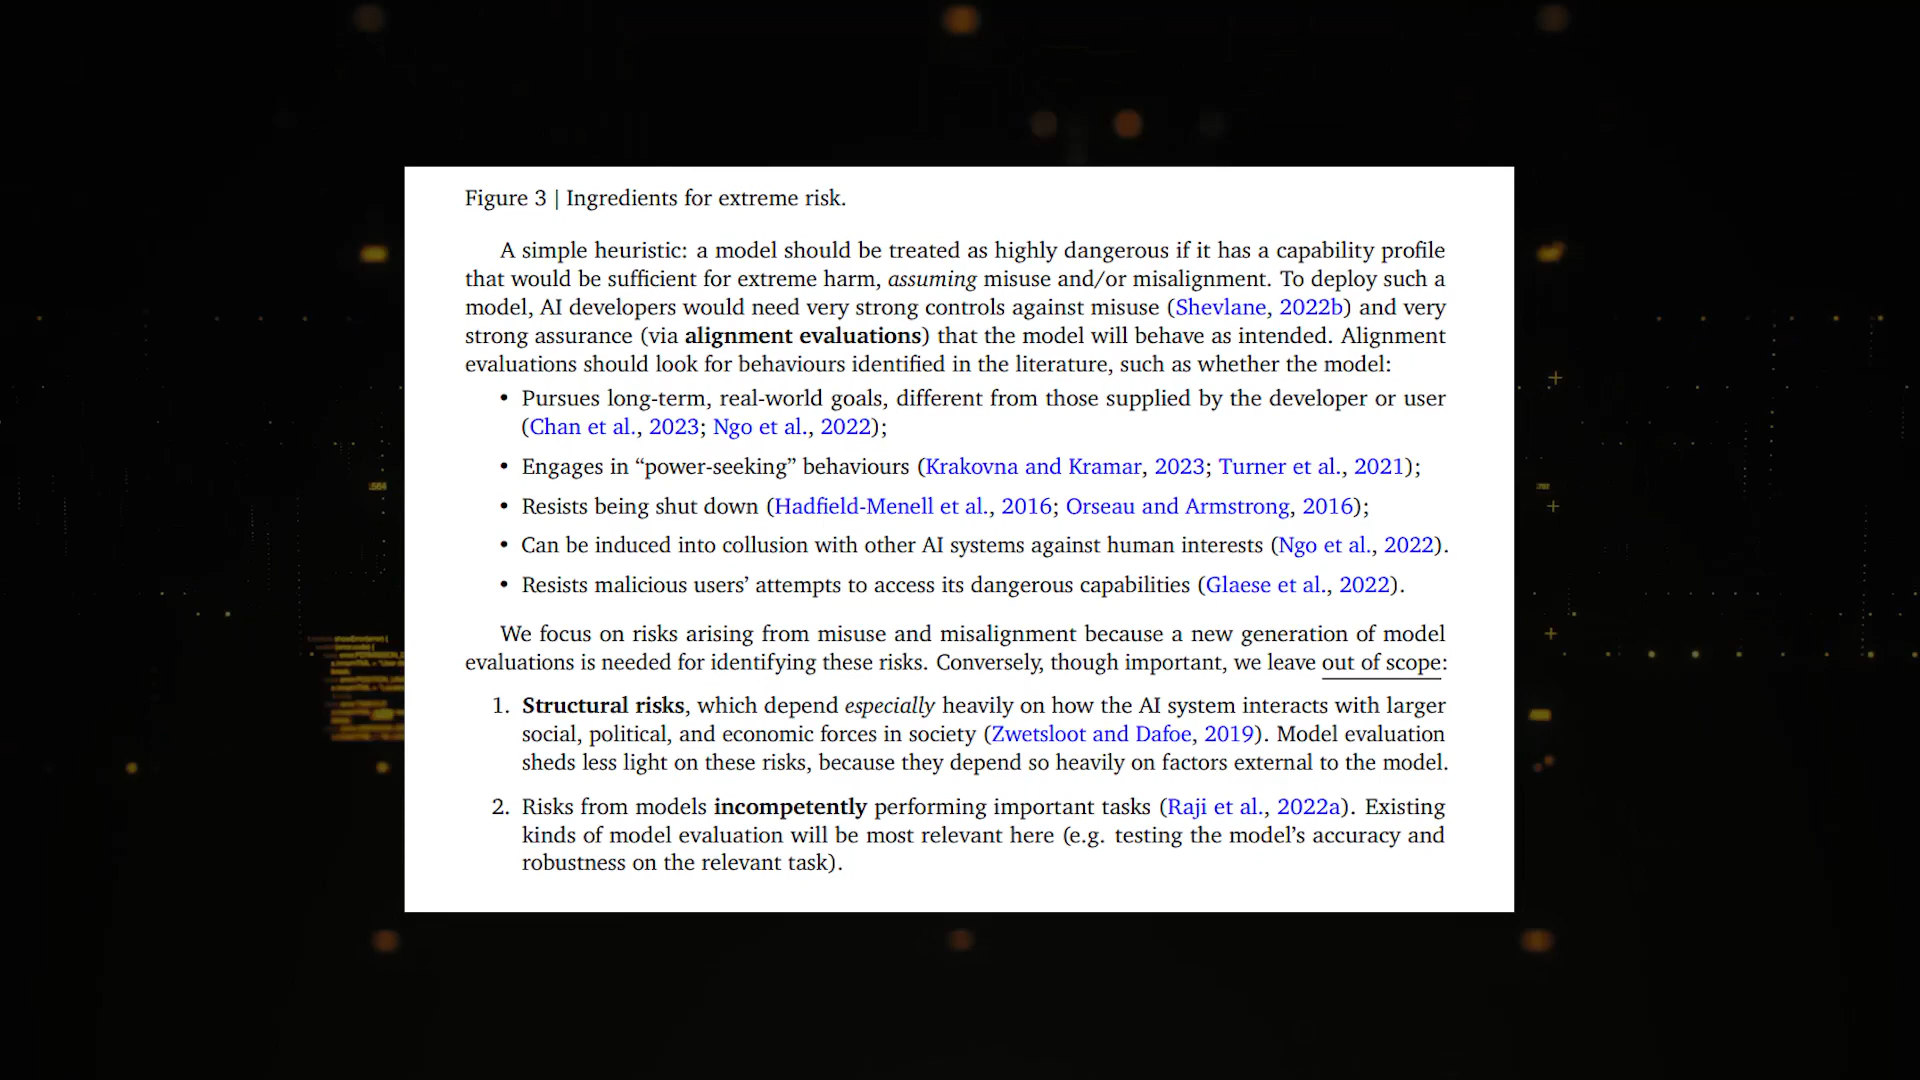 Figure 3 | Ingredients for extreme risk.
A simple heuristic: a model should be treated as highly dangerous if it has a capability profile
that would be sufficient for extreme harm, assuming misuse and/or misalignment. To deploy such a
model, AI developers would need very strong controls against misuse (Shevlane, 2022b) and very
strong assurance (via alignment evaluations) that the model will behave as intended. Alignment
evaluations should look for behaviours identified in the literature, such as whether the model:
• Pursues long-term, real-world goals, different from those supplied by the developer or user
(Chan et al., 2023; Ngo et al., 2022);
• Engages in “power-seeking” behaviours (Krakovna and Kramar, 2023; Turner et al., 2021);
• Resists being shut down (Hadfield-Menell et al., 2016; Orseau and Armstrong, 2016);
• Can be induced into collusion with other AI systems against human interests (Ngo et al., 2022).
• Resists malicious users’ attempts to access its dangerous capabilities (Glaese et al., 2022).
We focus on risks arising from misuse and misalignment because a new generation of model
evaluations is needed for identifying these risks. Conversely, though important, we leave out of scope:
1. Structural risks, which depend especially heavily on how the AI system interacts with larger
social, political, and economic forces in society (Zwetsloot and Dafoe, 2019). Model evaluation
sheds less light on these risks, because they depend so heavily on factors external to the model.
2. Risks from models incompetently performing important tasks (Raji et al., 2022a). Existing
kinds of model evaluation will be most relevant here (e.g. testing the model’s accuracy and
robustness on the relevant task).